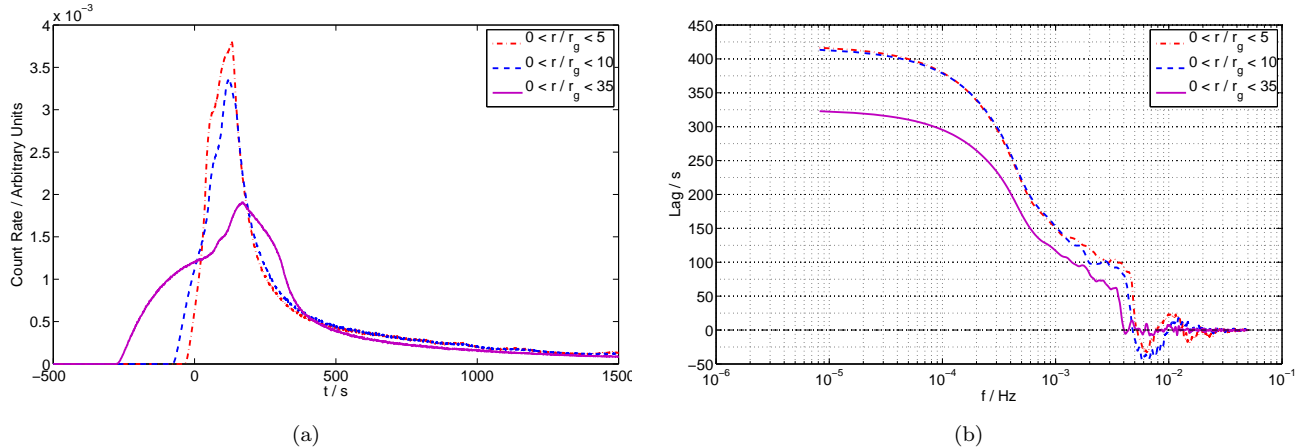 x 10⁻³
4
3.5
3
2.5
2
1.5
1
0.5
0
Count Rate / Arbitrary Units
−500
0
500
1000
1500
t / s
0 < r / r_g < 5
0 < r / r_g < 10
0 < r / r_g < 35
(a)
450
400
350
300
250
200
150
100
50
0
−50
Lag / s
10⁻⁶
10⁻⁵
10⁻⁴
10⁻³
10⁻²
10⁻¹
f / Hz
0 < r / r_g < 5
0 < r / r_g < 10
0 < r / r_g < 35
(b)